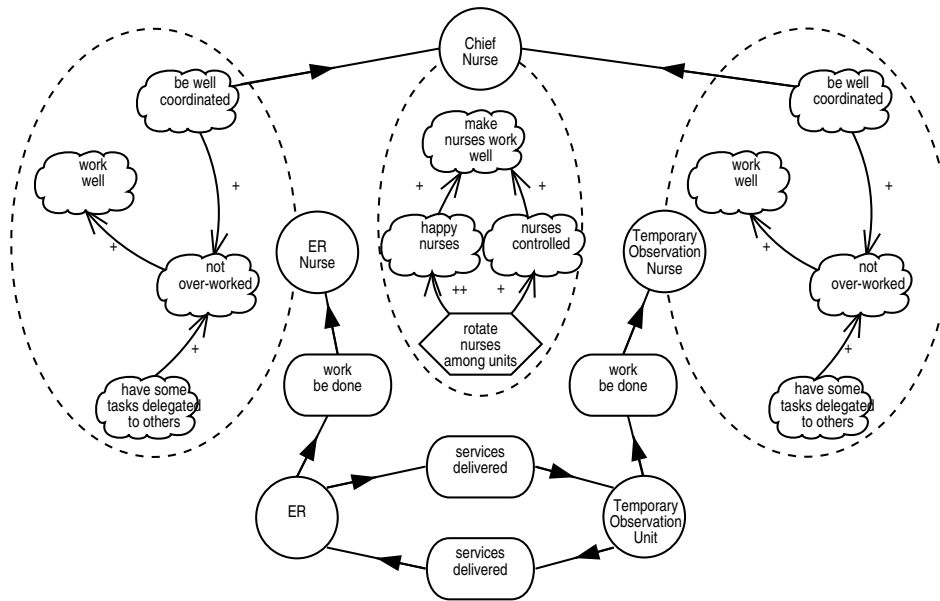 Chief
Nurse
be well
coordinated
be well
coordinated
make
nurses work
well
work
well
work
well
+
+
+
+
happy
nurses
nurses
controlled
ER
Nurse
Temporary
Observation
Nurse
+
+
not
over-worked
not
over-worked
++
+
rotate
nurses
among units
+
+
work
be done
work
be done
have some
tasks delegated
to others
have some
tasks delegated
to others
services
delivered
ER
Temporary
Observation
Unit
services
delivered